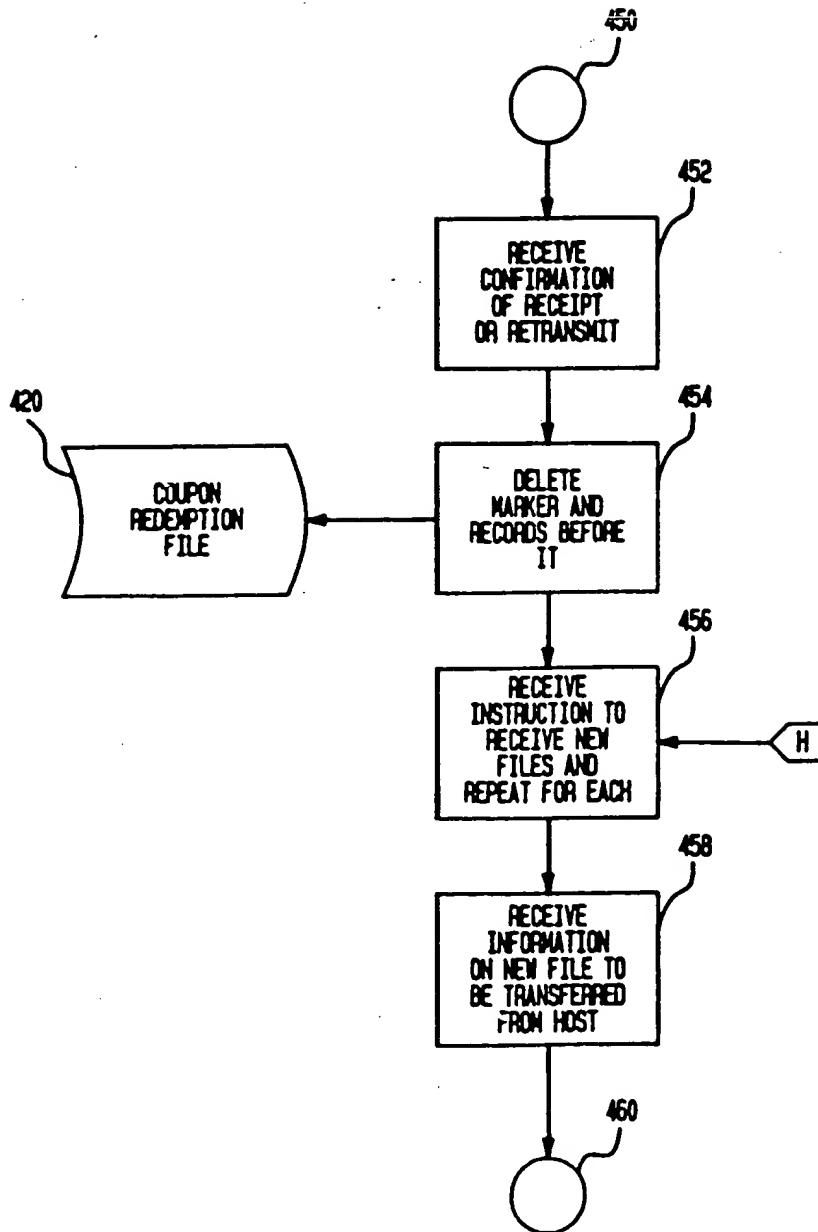 450
452
RECEIVE
CONFIRMATION
OF RECEIPT
OR RETRANSMIT
420
COUPON
REDEMPTION
FILE
454
DELETE
MARKER AND
RECORDS BEFORE
IT
456
RECEIVE
INSTRUCTION TO
RECEIVE NEW
FILES AND
REPEAT FOR EACH
H
458
RECEIVE
INFORMATION
ON NEW FILE TO
BE TRANSFERRED
FROM HOST
460